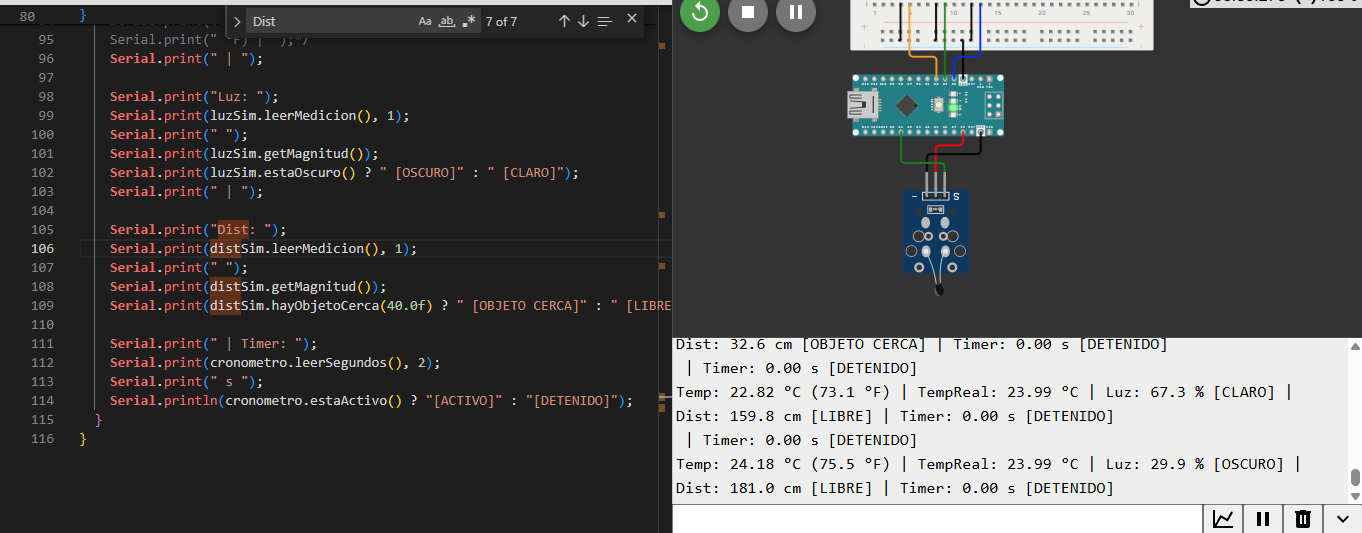 80 }
Dist
Aa ab .*
7 of 7
95 Serial.print(" °F) | ");*/
96 Serial.print(" | ");
97
98 Serial.print("Luz: ");
99 Serial.print(luzSim.leerMedicion(), 1);
100 Serial.print(" ");
101 Serial.print(luzSim.getMagnitud());
102 Serial.print(luzSim.estaOscuro() ? " [OSCURO]" : " [CLARO]");
103 Serial.print(" | ");
104
105 Serial.print("Dist: ");
106 Serial.print(distSim.leerMedicion(), 1);
107 Serial.print(" ");
108 Serial.print(distSim.getMagnitud());
109 Serial.print(distSim.hayObjetoCerca(40.0f) ? " [OBJETO CERCA]" : " [LIBRE
110
111 Serial.print(" | Timer: ");
112 Serial.print(cronometro.leerSegundos(), 2);
113 Serial.print(" s ");
114 Serial.println(cronometro.estaActivo() ? "[ACTIVO]" : "[DETENIDO]");
115 }
116 }
1 15 20 25 30
- S
Dist: 32.6 cm [OBJETO CERCA] | Timer: 0.00 s [DETENIDO]
| Timer: 0.00 s [DETENIDO]
Temp: 22.82 °C (73.1 °F) | TempReal: 23.99 °C | Luz: 67.3 % [CLARO] |
Dist: 159.8 cm [LIBRE] | Timer: 0.00 s [DETENIDO]
| Timer: 0.00 s [DETENIDO]
Temp: 24.18 °C (75.5 °F) | TempReal: 23.99 °C | Luz: 29.9 % [OSCURO] |
Dist: 181.0 cm [LIBRE] | Timer: 0.00 s [DETENIDO]